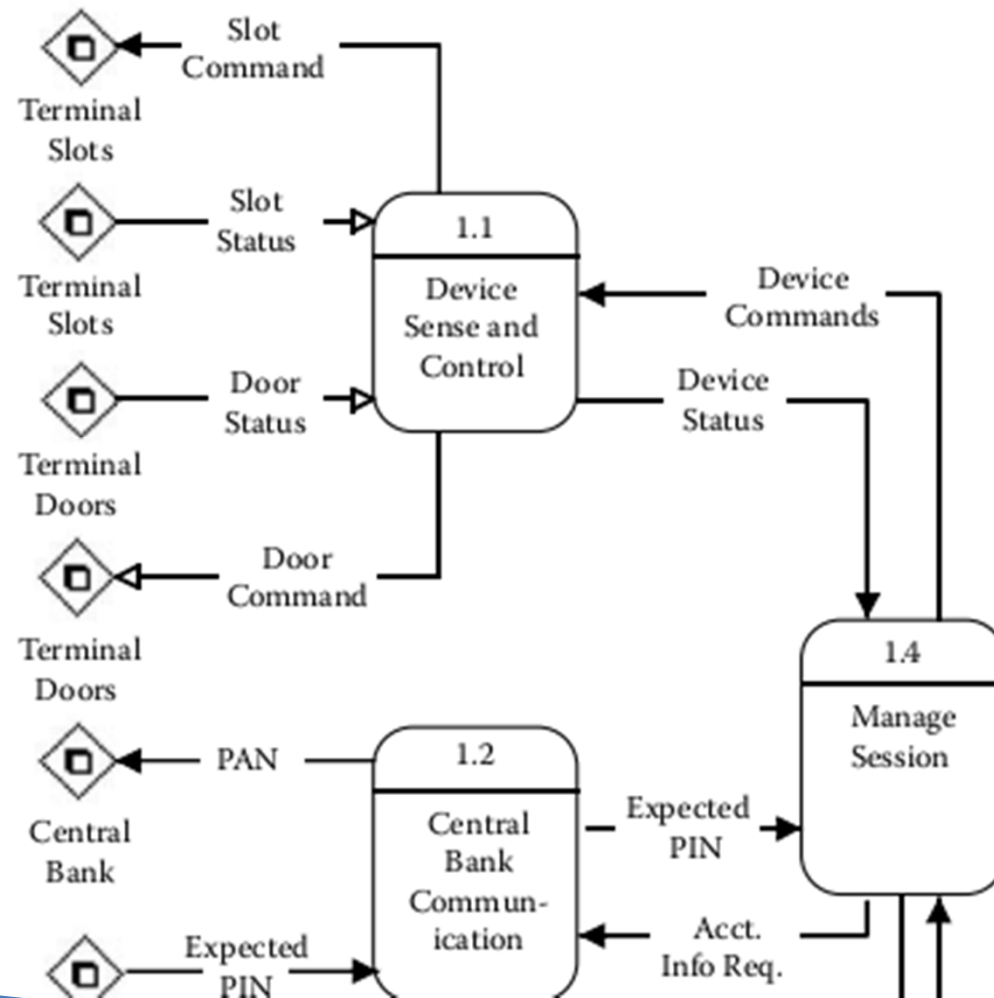 Slot
Command
Terminal
Slots
Slot
Status
Terminal
Slots
1.1
Device
Sense and
Control
Device
Commands
Device
Status
Door
Status
Terminal
Doors
Door
Command
Terminal
Doors
1.4
Manage
Session
PAN
Central
Bank
1.2
Central
Bank
Commun-
ication
Expected
PIN
Acct.
Info Req.
Expected
PIN